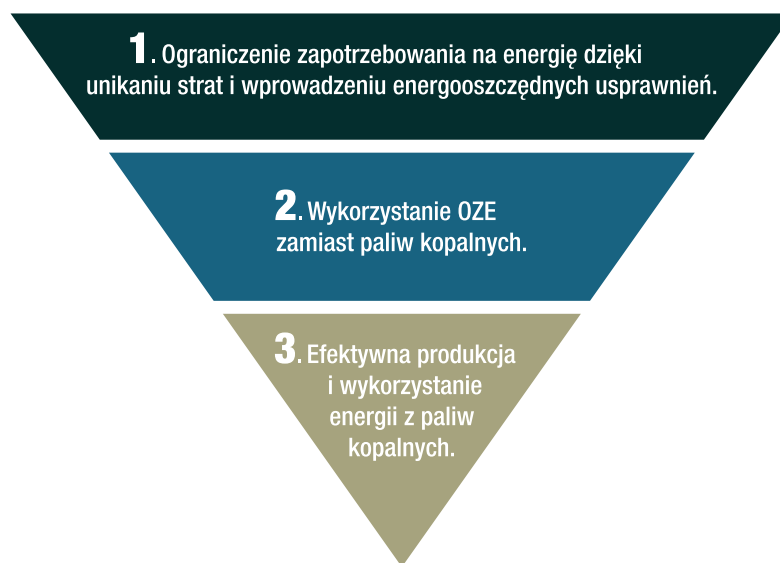 1. Ograniczenie zapotrzebowania na energię dzięki
unikaniu strat i wprowadzeniu energooszczędnych usprawnień.
2. Wykorzystanie OZE
zamiast paliw kopalnych.
3. Efektywna produkcja
i wykorzystanie
energii z paliw
kopalnych.